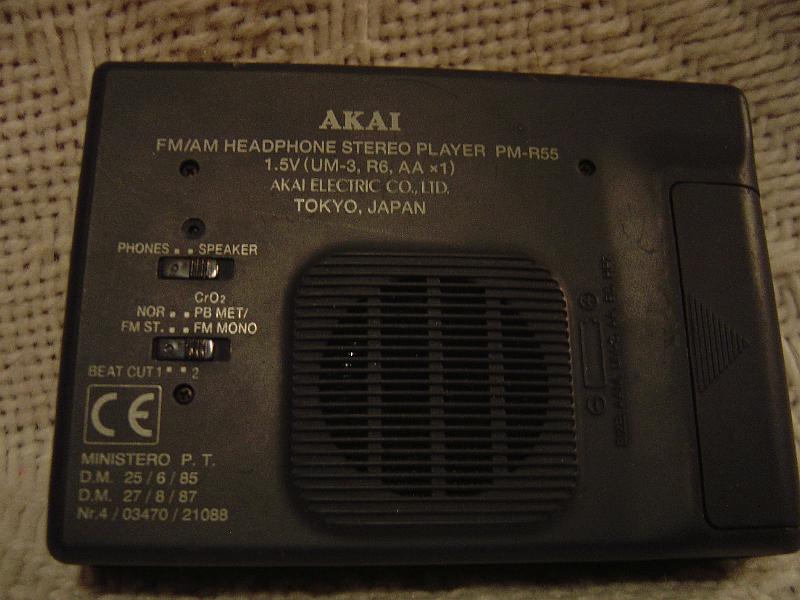 AKAI
FM/AM HEADPHONE STEREO PLAYER PM-R55
1.5V (UM-3, R6, AA ×1)
AKAI ELECTRIC CO., LTD.
TOKYO, JAPAN
PHONES SPEAKER
CrO₂
NOR PB MET/
FM ST. FM MONO
BEAT CUT 1 2
CE
MINISTERO P. T.
D.M. 25 / 6 / 85
D.M. 27 / 8 / 87
Nr.4 / 03470 / 21088